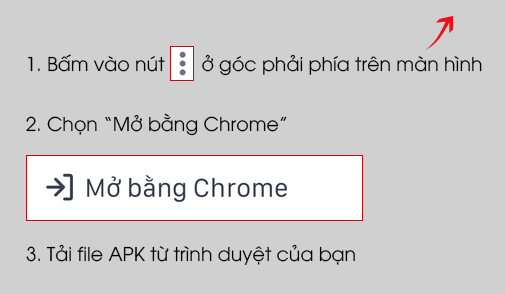 1. Bấm vào nút ở góc phải phía trên màn hình
2. Chọn “Mở bằng Chrome”
Mở bằng Chrome
3. Tải file APK từ trình duyệt của bạn